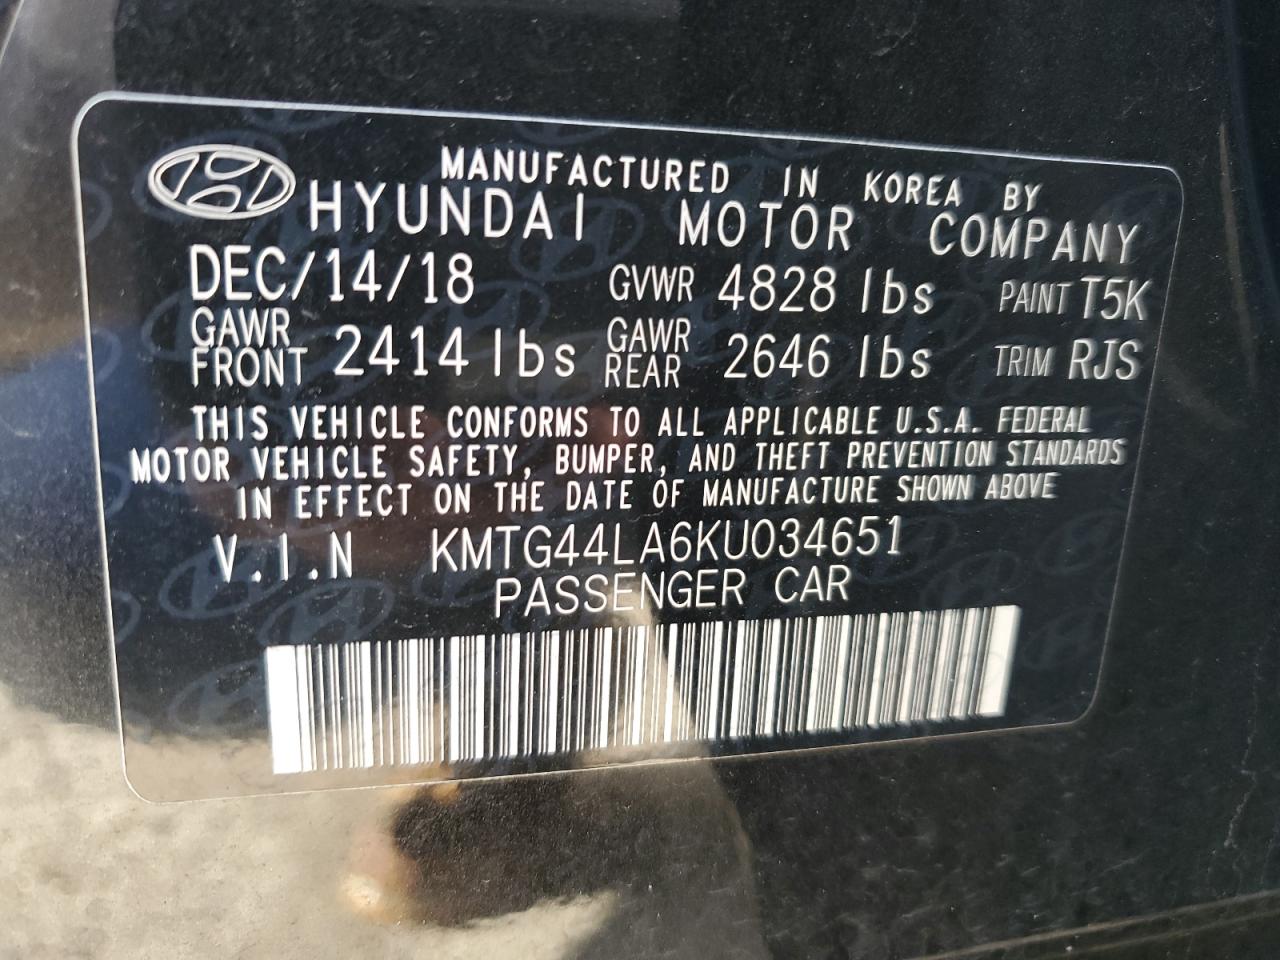 MANUFACTURED IN KOREA BY
HYUNDAI MOTOR COMPANY
DEC/14/18 GVWR 4828 lbs PAINT T5K
GAWR FRONT 2414 lbs GAWR REAR 2646 lbs TRIM RJS
THIS VEHICLE CONFORMS TO ALL APPLICABLE U.S.A. FEDERAL
MOTOR VEHICLE SAFETY, BUMPER, AND THEFT PREVENTION STANDARDS
IN EFFECT ON THE DATE OF MANUFACTURE SHOWN ABOVE
V.I.N KMTG44LA6KU034651
PASSENGER CAR